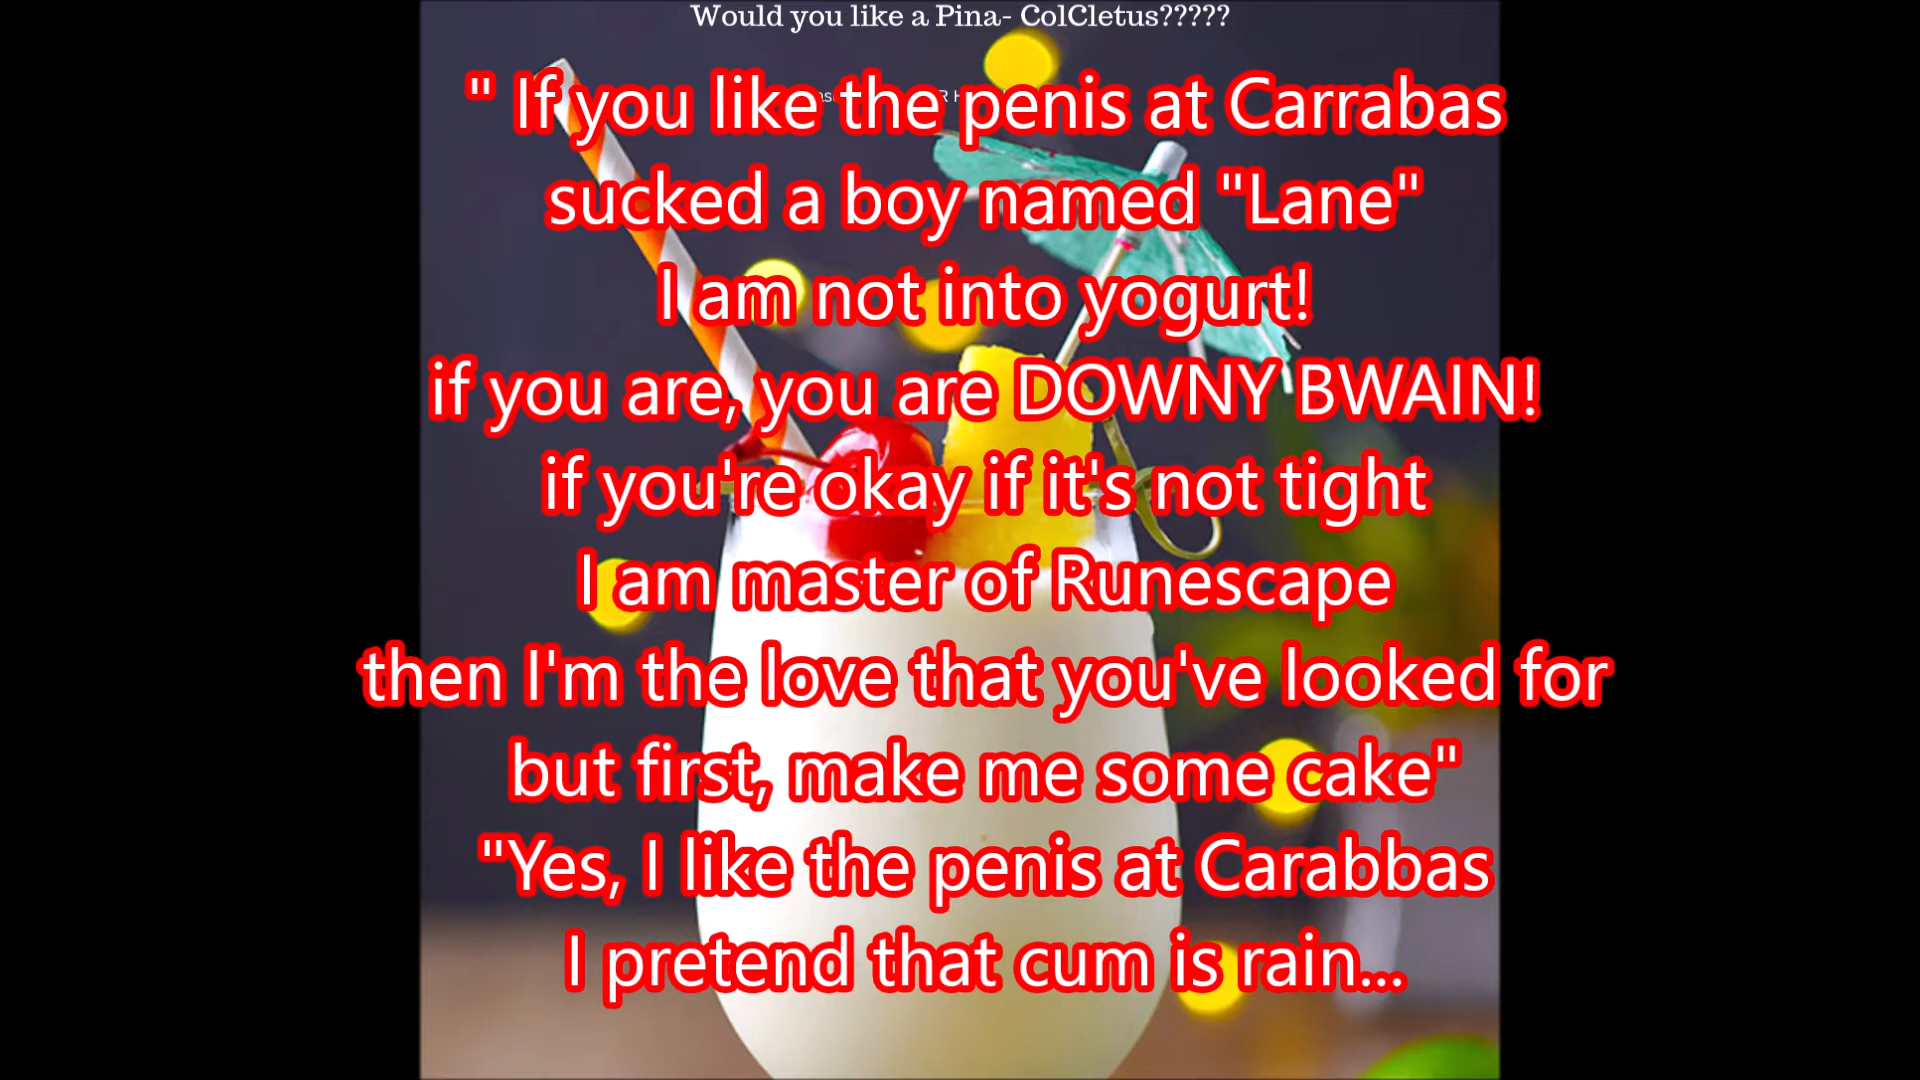 Would you like a Pina- ColCletus?????
" If you like the penis at Carrabas
sucked a boy named "Lane"
I am not into yogurt!
if you are, you are DOWNY BWAIN!
if you're okay if it's not tight
I am master of Runescape
then I'm the love that you've looked for
but first, make me some cake"
"Yes, I like the penis at Carabbas
I pretend that cum is rain...